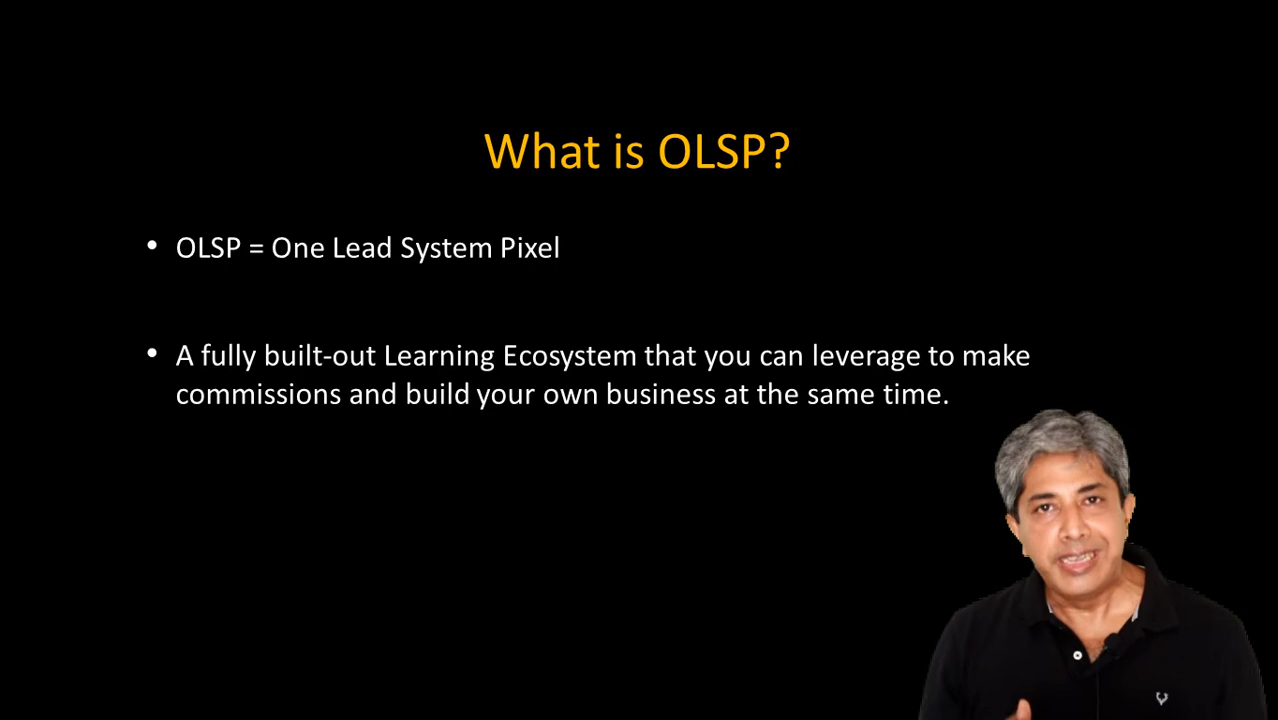 What is OLSP?
• OLSP = One Lead System Pixel
• A fully built-out Learning Ecosystem that you can leverage to make
commissions and build your own business at the same time.